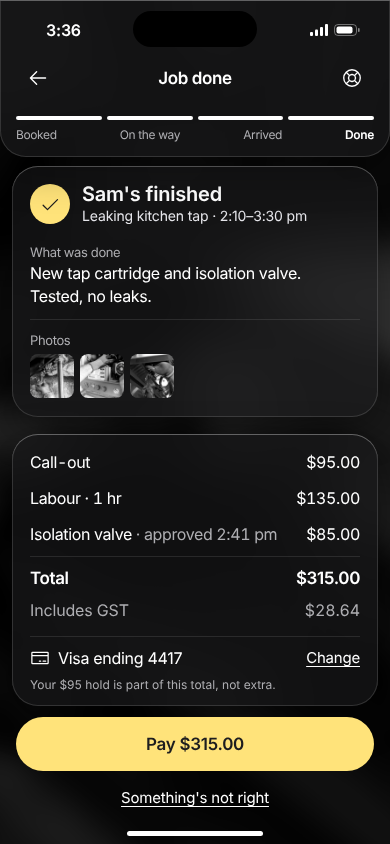 3:36
Job done
Booked
On the way
Arrived
Done
Sam's finished
Leaking kitchen tap · 2:10–3:30 pm
What was done
New tap cartridge and isolation valve.
Tested, no leaks.
Photos
Call-out $95.00
Labour · 1 hr $135.00
Isolation valve · approved 2:41 pm $85.00
Total $315.00
Includes GST $28.64
Visa ending 4417 Change
Your $95 hold is part of this total, not extra.
Pay $315.00
Something's not right